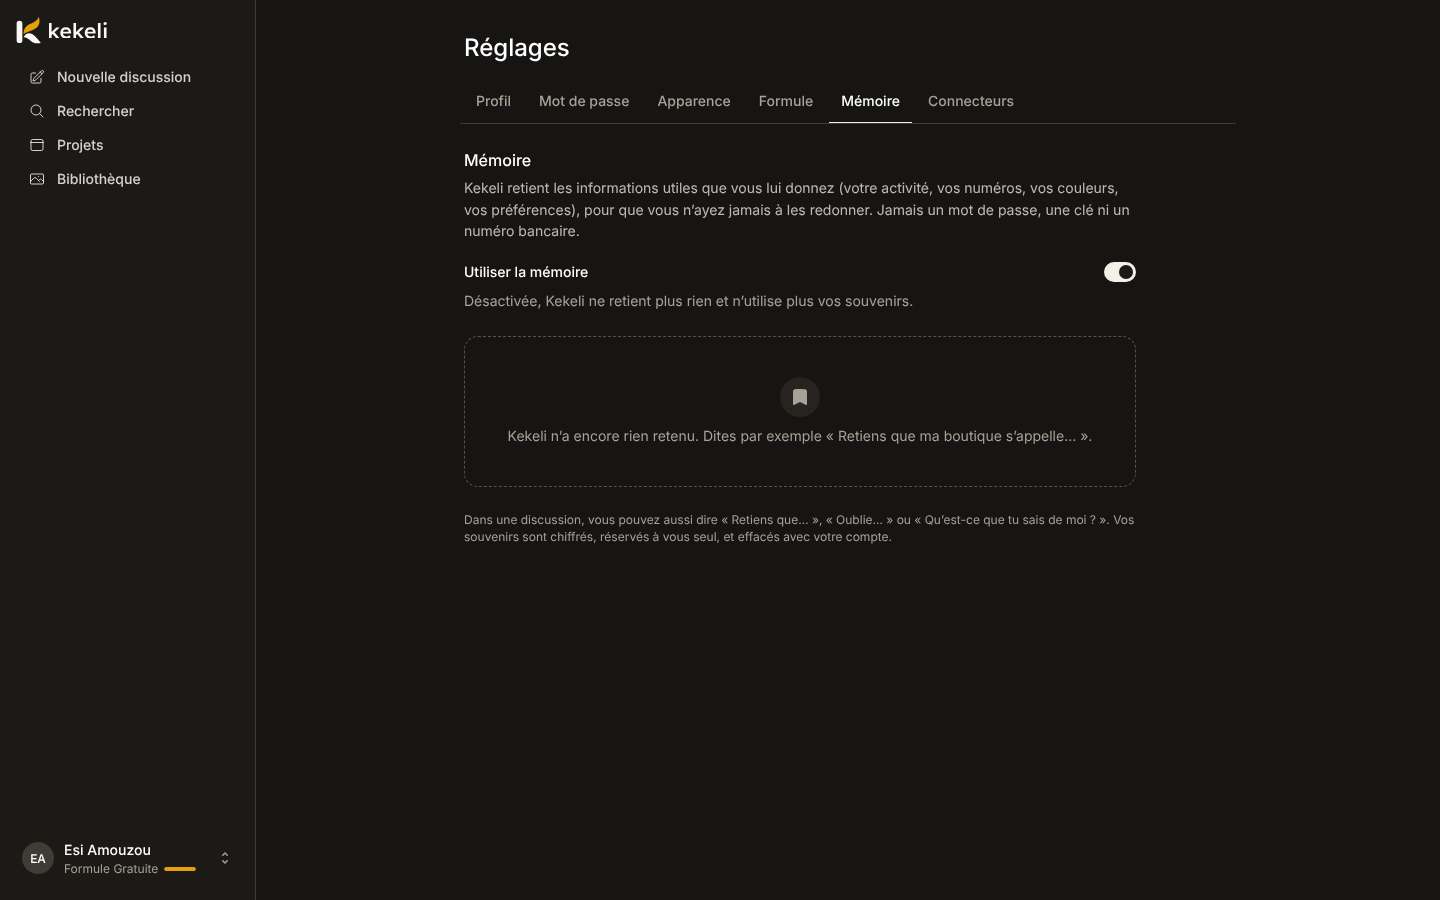 kekeli
Nouvelle discussion
Rechercher
Projets
Bibliothèque
Réglages
Profil
Mot de passe
Apparence
Formule
Mémoire
Connecteurs
Mémoire
Kekeli retient les informations utiles que vous lui donnez (votre activité, vos numéros, vos couleurs,
vos préférences), pour que vous n’ayez jamais à les redonner. Jamais un mot de passe, une clé ni un
numéro bancaire.
Utiliser la mémoire
Désactivée, Kekeli ne retient plus rien et n’utilise plus vos souvenirs.
Kekeli n’a encore rien retenu. Dites par exemple « Retiens que ma boutique s’appelle… ».
Dans une discussion, vous pouvez aussi dire « Retiens que… », « Oublie… » ou « Qu’est-ce que tu sais de moi ? ». Vos
souvenirs sont chiffrés, réservés à vous seul, et effacés avec votre compte.
EA
Esi Amouzou
Formule Gratuite